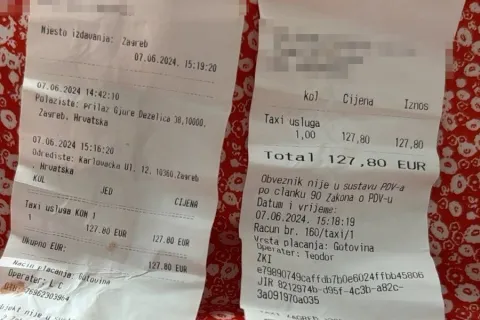 Mjesto izdavanja: Zagreb
07.06.2024, 15:19:20
07.06.2024 14:42:10
Polaziste: prilaz Gjure Dezelica 30,10000,
Zagreb, Hrvatska
07.06.2024 15:16:20
Odrediste: Karlovacka Ul. 12, 10360,Zagreb
, Hrvatska
KOL JED CIJENA
Taxi usluga KOM 1
1 127.80 EUR 127.80 EUR
Ukupno EUR: 127.80 EUR
Nacin placanja: Gotovina
Operater: L C
kol Cijena Iznos
Taxi usluga
1,00 127,80 127,80
Total 127,80 EUR
Obveznik nije u sustavu PDV-a
po clanku 90 Zakona o PDV-u
Datum i vrijeme:
07.06.2024. 15:18:19
Racun br. 160/taxi/1
Vrsta placanja: Gotovina
Operater: Teodor
ZKI
e79890749caffdb7b0e6024ffbb45806
JIR 8212974b-d95f-4c3b-a82c-
3a091970a035